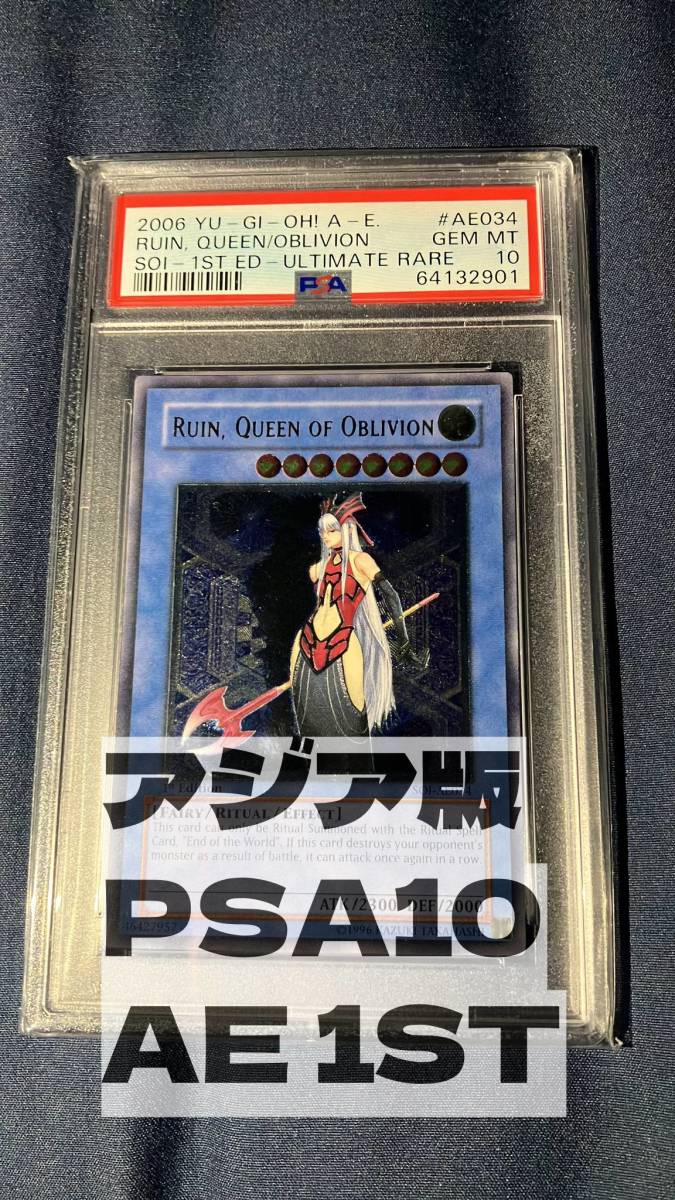 2006 YU-GI-OH! A-E. #AE034
RUIN, QUEEN/OBLIVION GEM MT
SOI-1ST ED-ULTIMATE RARE 10
PSA 64132901
RUIN, QUEEN OF OBLIVION
アジア版
1st Edition
[FAIRY/RITUAL/EFFECT]
This card can only be Ritual Summoned with the Ritual Spell
Card, "End of the World". If this card destroys your opponent's
monster as a result of battle, it can attack once again in a row.
PSA10
ATK/2300 DEF/2000
46427957 ©1996 KAZUKI TAKAHASHI
AE 1ST